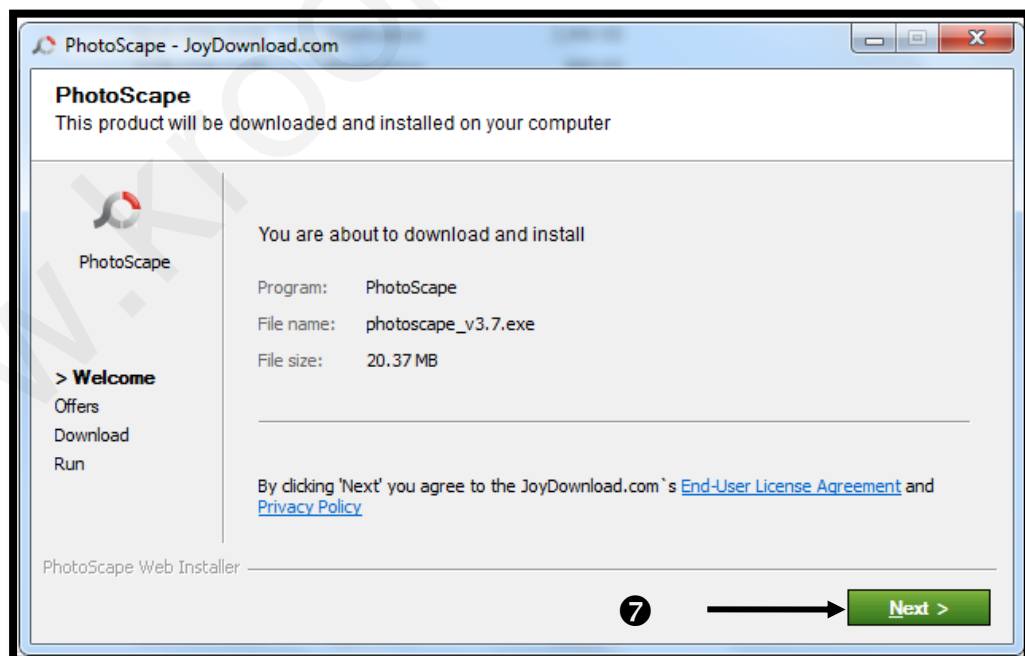 PhotoScape - JoyDownload.com
PhotoScape
This product will be downloaded and installed on your computer
PhotoScape
You are about to download and install
Program: PhotoScape
File name: photoscape_v3.7.exe
File size: 20.37 MB
> Welcome
Offers
Download
Run
By clicking 'Next' you agree to the JoyDownload.com`s End-User License Agreement and
Privacy Policy
PhotoScape Web Installer
❼
Next >